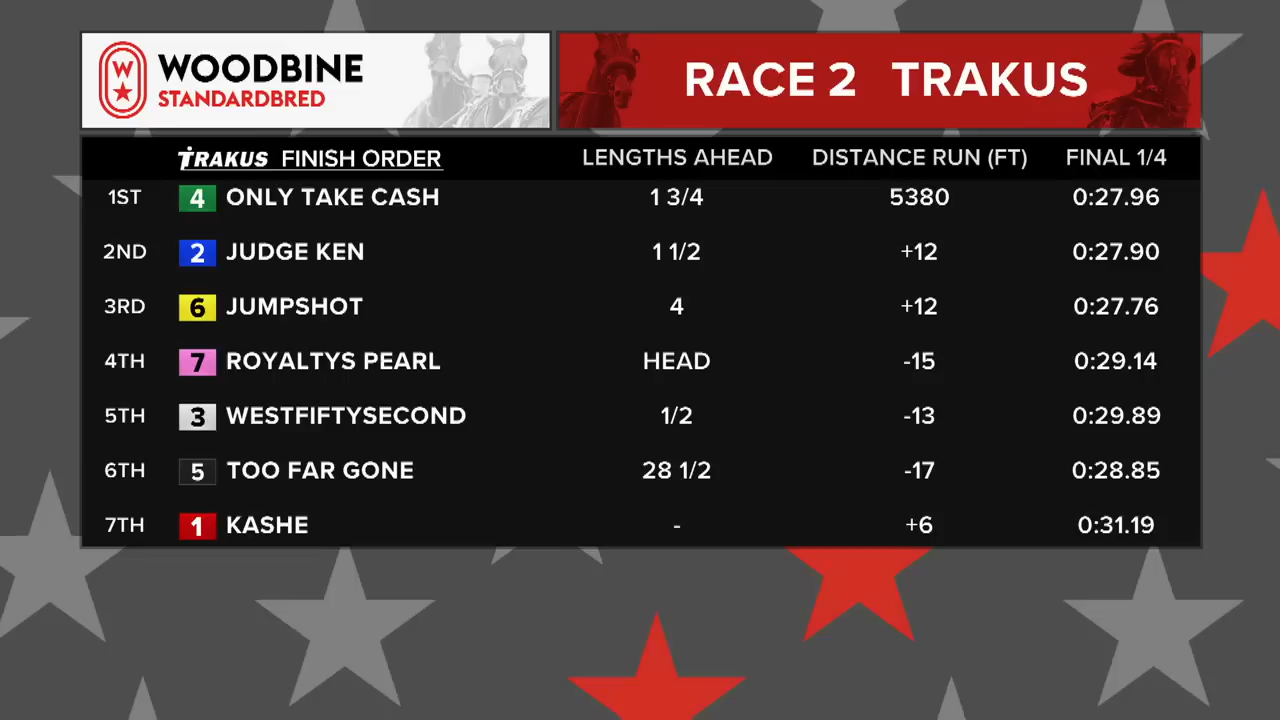 W
WOODBINE
STANDARDBRED
RACE 2 TRAKUS
TRAKUS FINISH ORDER LENGTHS AHEAD DISTANCE RUN (FT) FINAL 1/4
1ST 4 ONLY TAKE CASH 1 3/4 5380 0:27.96
2ND 2 JUDGE KEN 1 1/2 +12 0:27.90
3RD 6 JUMPSHOT 4 +12 0:27.76
4TH 7 ROYALTYS PEARL HEAD -15 0:29.14
5TH 3 WESTFIFTYSECOND 1/2 -13 0:29.89
6TH 5 TOO FAR GONE 28 1/2 -17 0:28.85
7TH 1 KASHE - +6 0:31.19